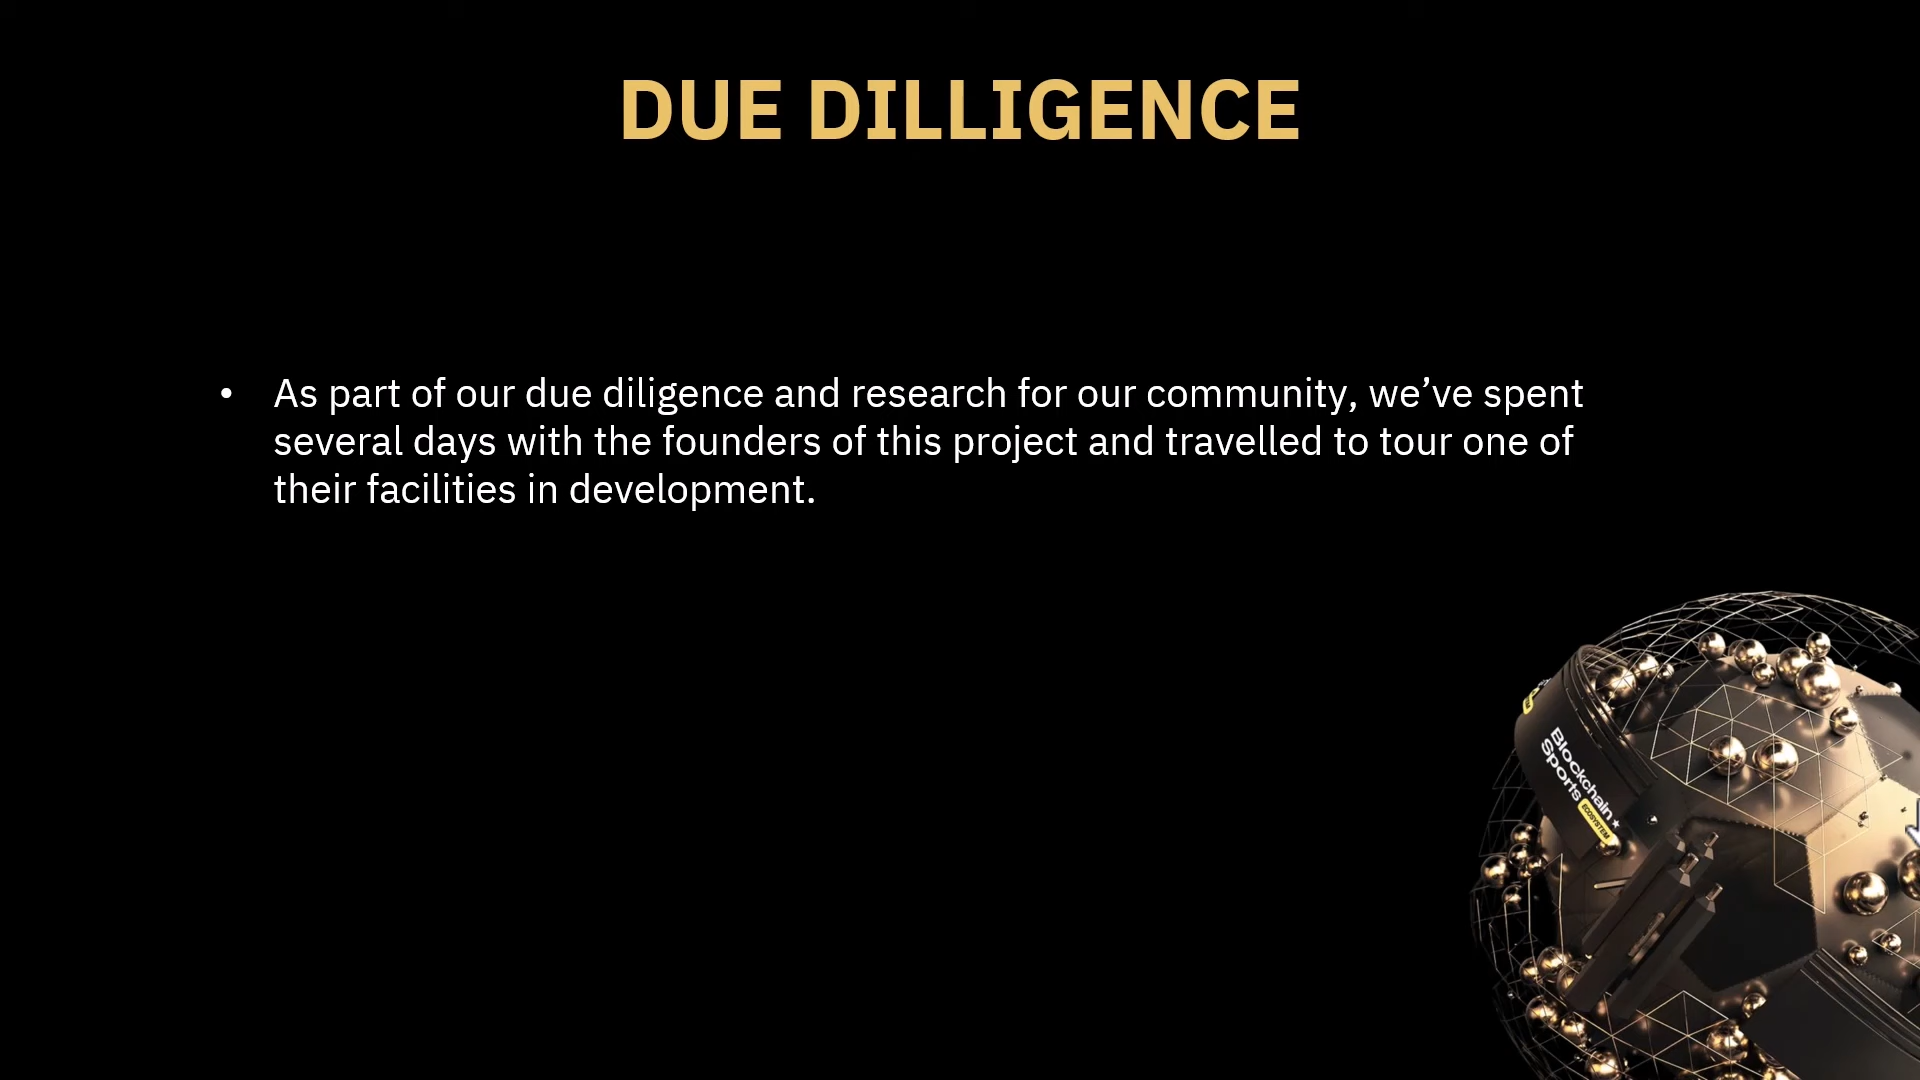 DUE DILLIGENCE
• As part of our due diligence and research for our community, we’ve spent
several days with the founders of this project and travelled to tour one of
their facilities in development.
Blockchain
Sports
ECOSYSTEM